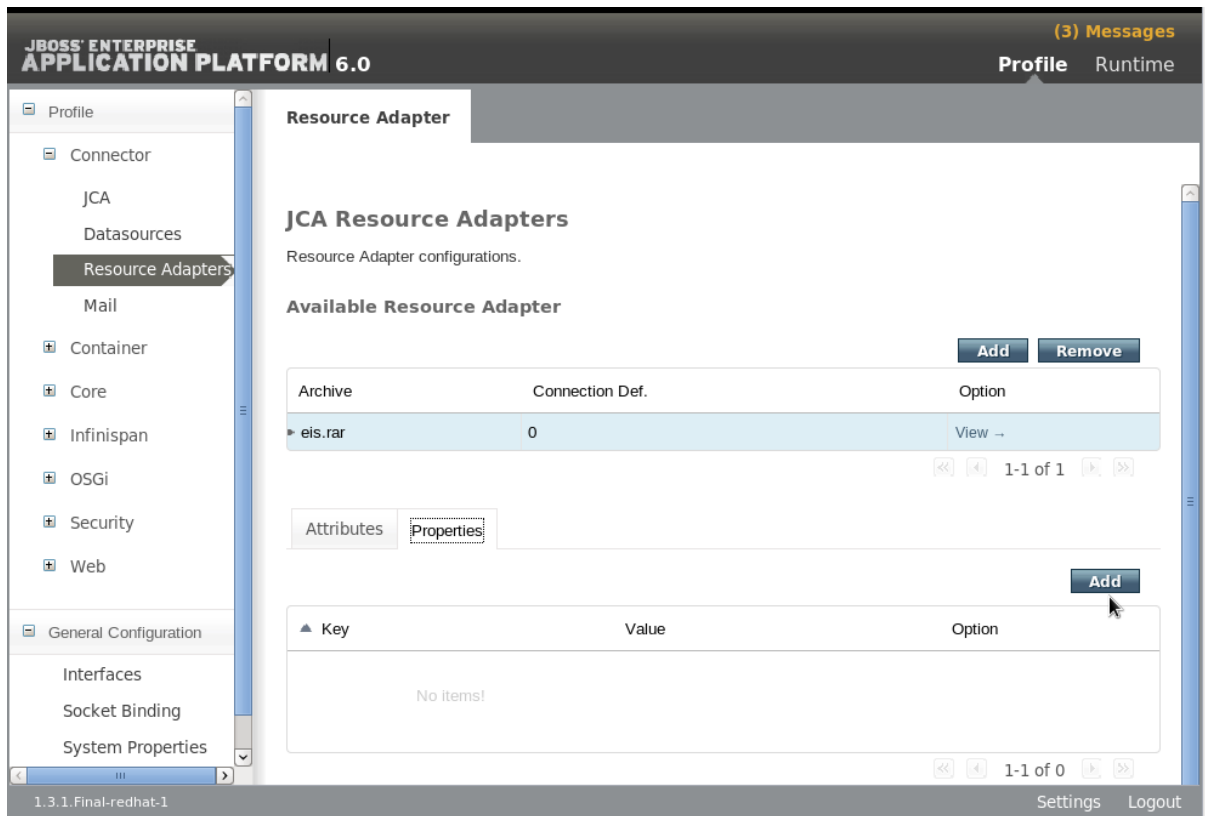 (3) Messages
JBOSS' ENTERPRISE
APPLICATION PLATFORM 6.0
Profile Runtime
Profile
Connector
JCA
Datasources
Resource Adapters
Mail
Container
Core
Infinispan
OSGi
Security
Web
General Configuration
Interfaces
Socket Binding
System Properties
Resource Adapter
JCA Resource Adapters
Resource Adapter configurations.
Available Resource Adapter
Add Remove
Archive Connection Def. Option
eis.rar 0 View →
1-1 of 1
Attributes Properties
Add
Key Value Option
No items!
1-1 of 0
1.3.1.Final-redhat-1
Settings Logout